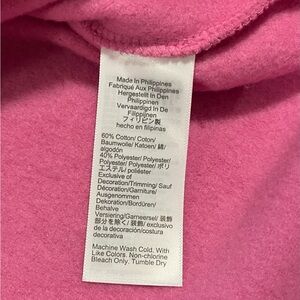 Made In Philippines
Fabriqué Aux Philippines
Hergestellt In Den
Philippinen
Vervaardigd In De
Filippijnen
フィリピン製
hecho en filipinas
60% Cotton/ Coton/
Baumwolle/ Katoen/ 綿/
algodón
40% Polyester/ Polyester/
Polyester/ Polyester/ ポリ
エステル/ poliéster
Exclusive of
Decoration/Trimming/ Sauf
Décoration/Garniture/
Ausgenommen
Dekoration/Bordüren/
Behalve
Versiering/Garneersel/ 装飾
部分を除く/ excluyendo/ exclusivo
de la decoración/costura
decorativa
Machine Wash Cold. With
Like Colors. Non-chlorine
Bleach Only. Tumble Dry